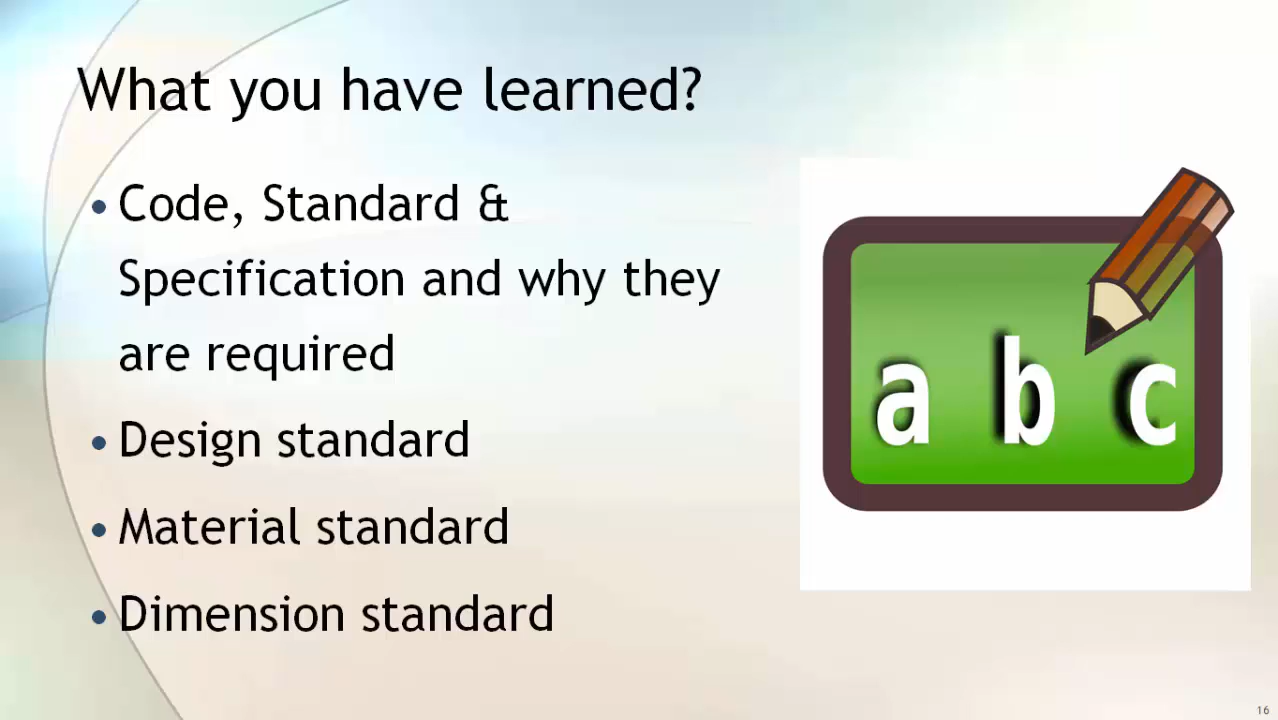 What you have learned?
• Code, Standard &
Specification and why they
are required
• Design standard
• Material standard
• Dimension standard
a b c
16